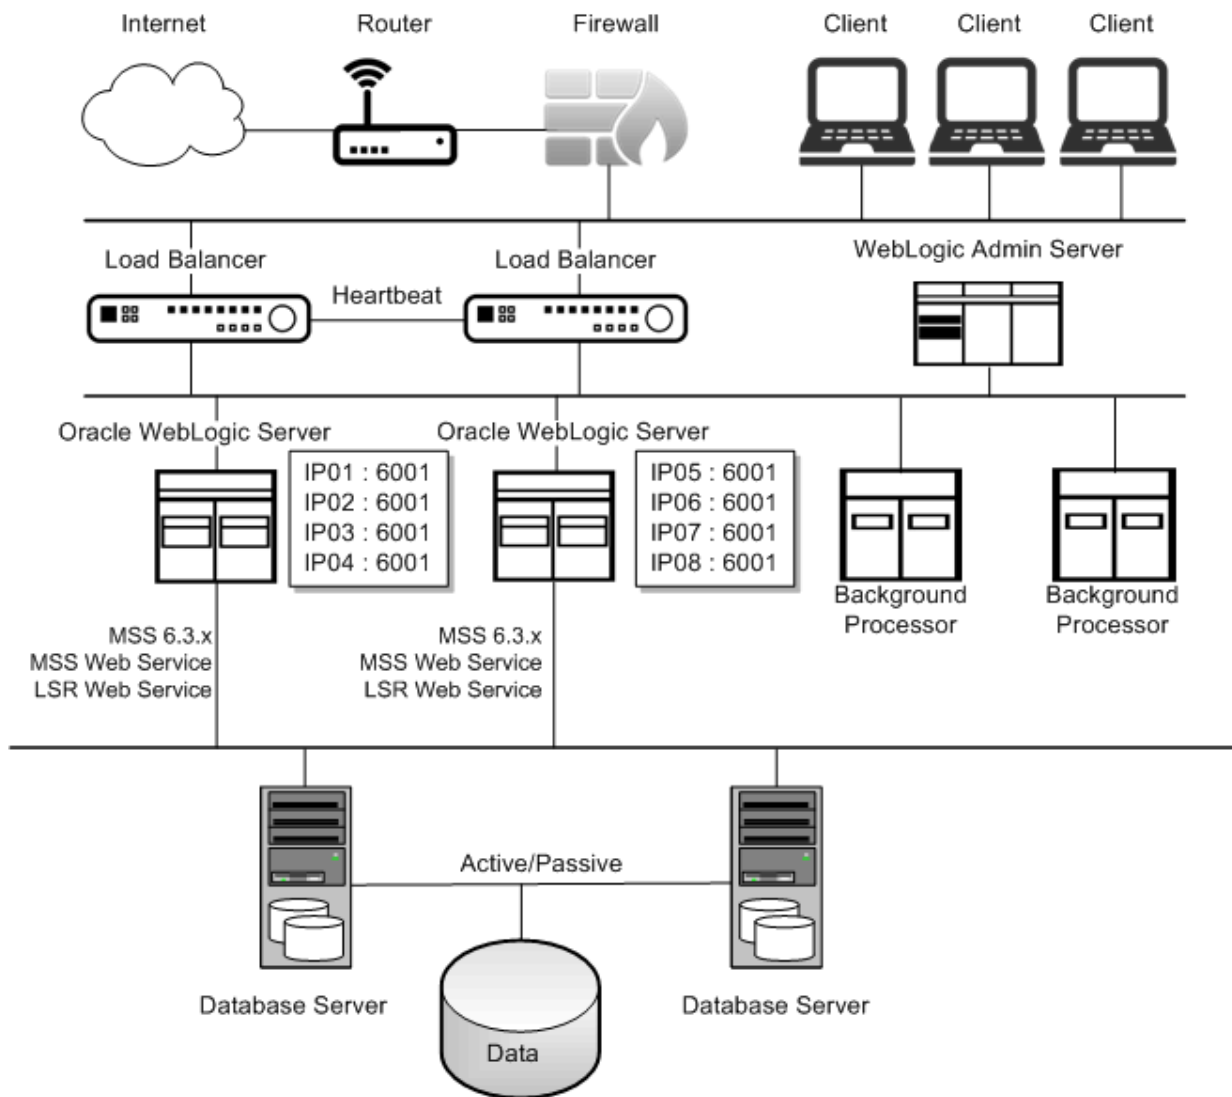 Internet
Router
Firewall
Client
Client
Client
Load Balancer
Load Balancer
WebLogic Admin Server
Heartbeat
Oracle WebLogic Server
Oracle WebLogic Server
IP01 : 6001
IP02 : 6001
IP03 : 6001
IP04 : 6001
IP05 : 6001
IP06 : 6001
IP07 : 6001
IP08 : 6001
Background
Processor
Background
Processor
MSS 6.3.x
MSS Web Service
LSR Web Service
MSS 6.3.x
MSS Web Service
LSR Web Service
Active/Passive
Database Server
Database Server
Data